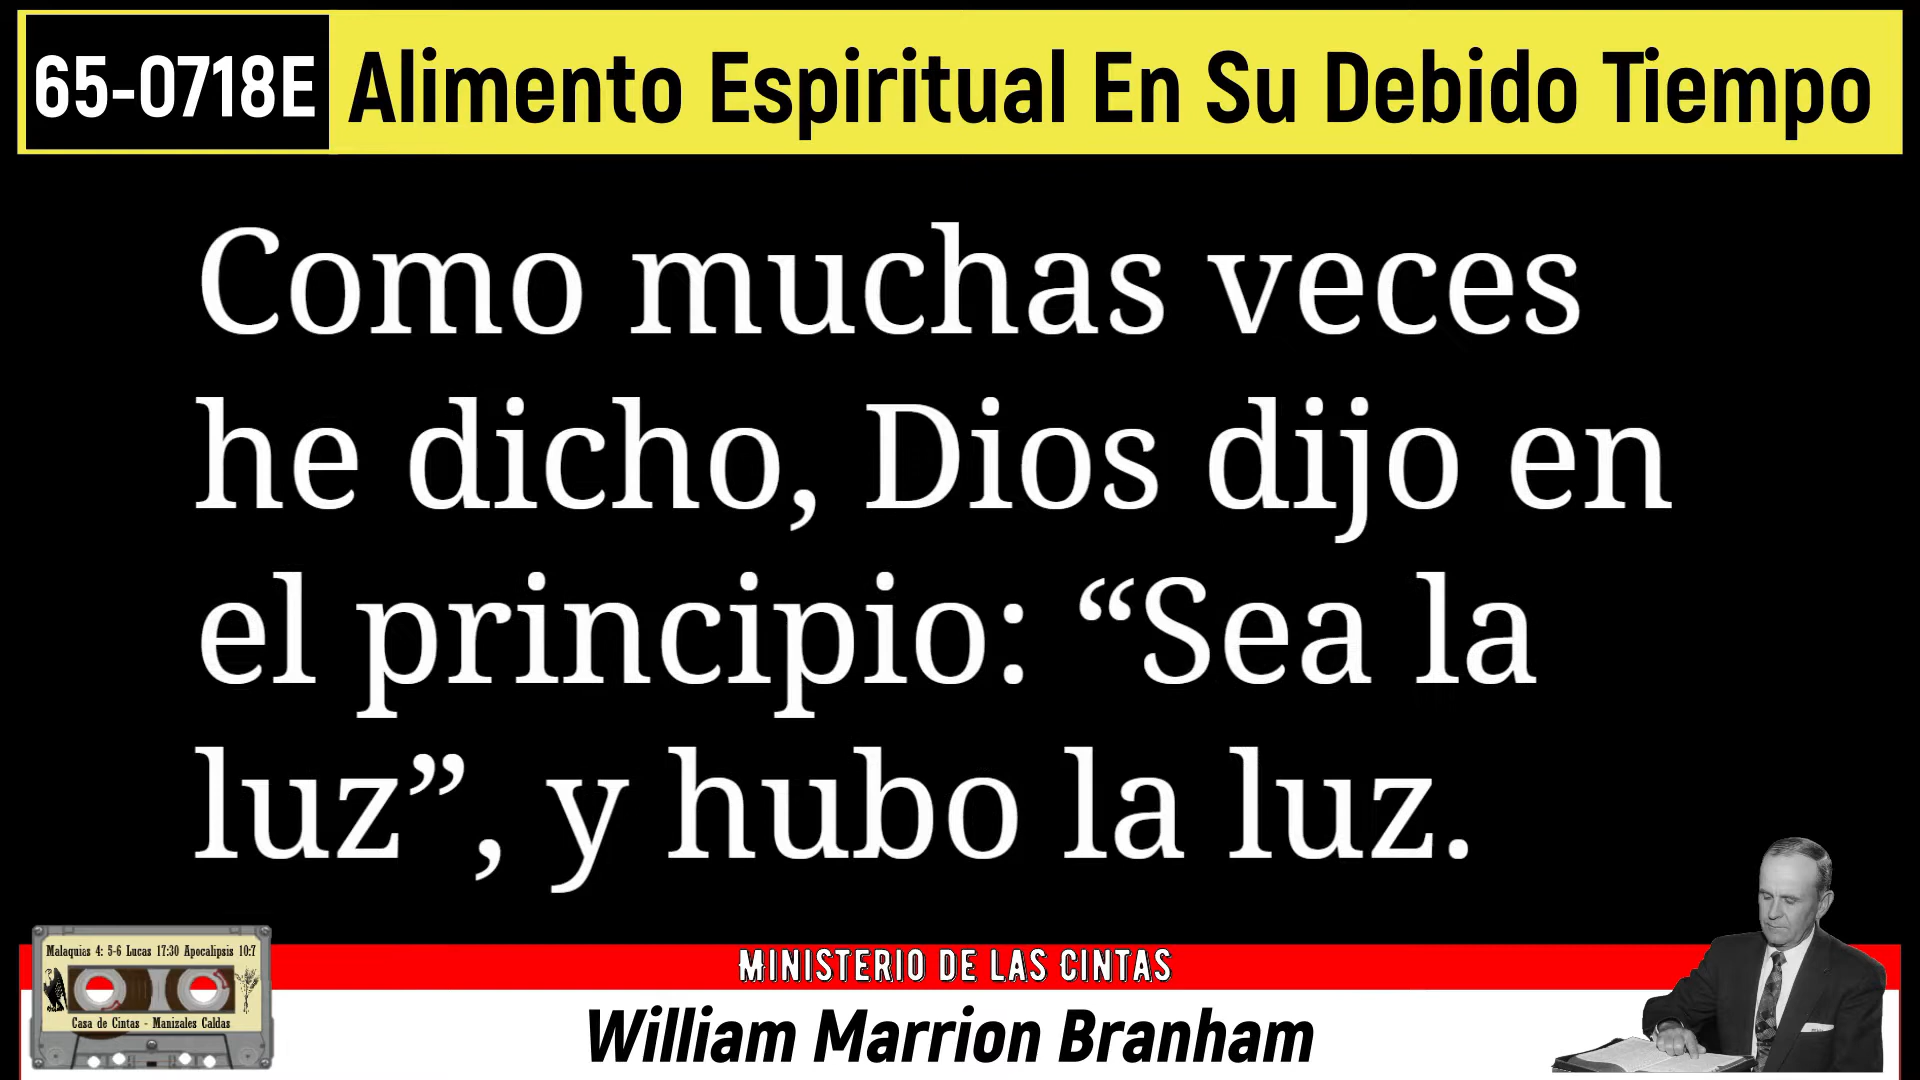 65-0718E Alimento Espiritual En Su Debido Tiempo
Como muchas veces
he dicho, Dios dijo en
el principio: “Sea la
luz”, y hubo la luz.
Malaquias 4: 5-6 Lucas 17:30 Apocalipsis 10:7
Casa de Cintas - Manizales Caldas
MINISTERIO DE LAS CINTAS
William Marrion Branham